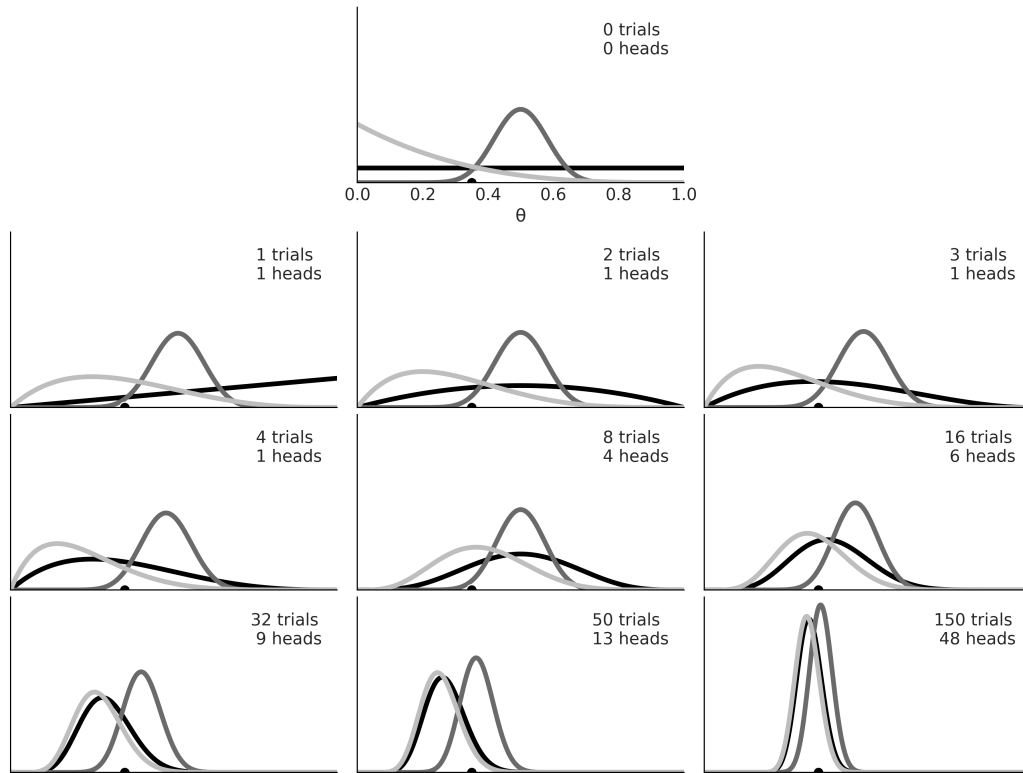 0 trials
0 heads
0.0 0.2 0.4 0.6 0.8 1.0
θ
1 trials
1 heads
2 trials
1 heads
3 trials
1 heads
4 trials
1 heads
8 trials
4 heads
16 trials
6 heads
32 trials
9 heads
50 trials
13 heads
150 trials
48 heads